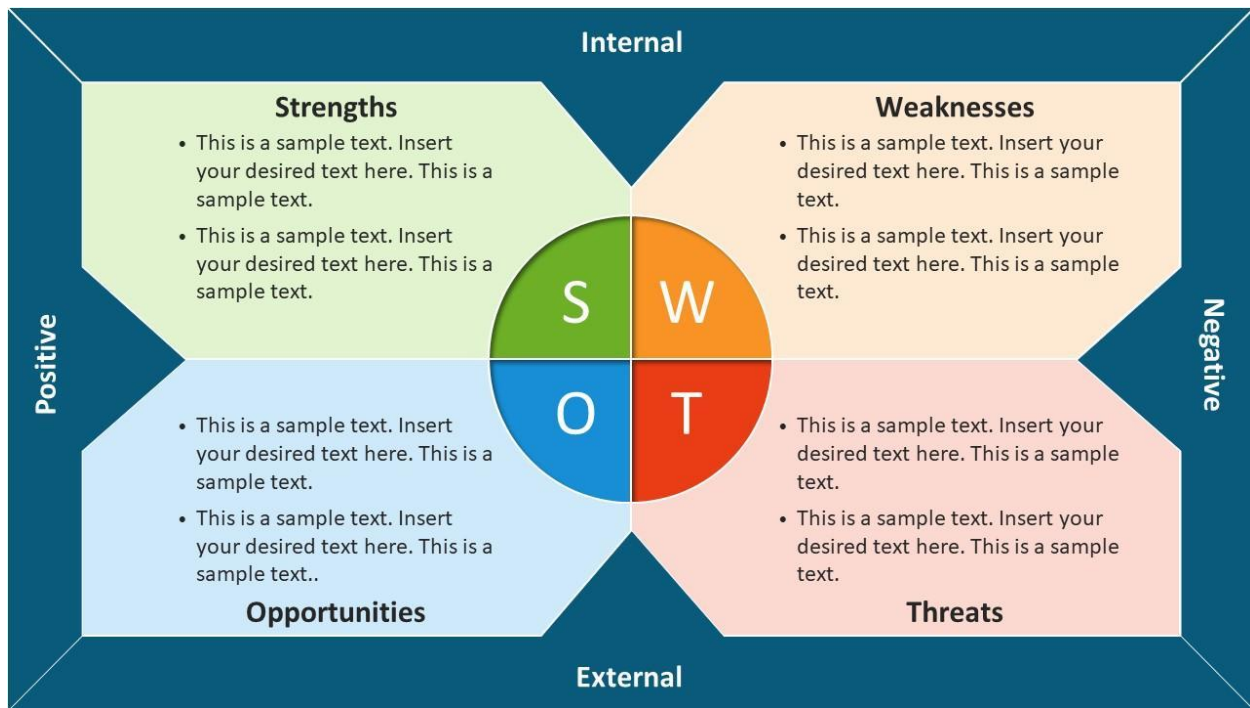 Internal
Strengths
• This is a sample text. Insert
your desired text here. This is a
sample text.
• This is a sample text. Insert
your desired text here. This is a
sample text.
Weaknesses
• This is a sample text. Insert your
desired text here. This is a sample
text.
• This is a sample text. Insert your
desired text here. This is a sample
text.
S
W
O
T
Positive
Negative
• This is a sample text. Insert
your desired text here. This is a
sample text.
• This is a sample text. Insert
your desired text here. This is a
sample text..
Opportunities
• This is a sample text. Insert your
desired text here. This is a sample
text.
• This is a sample text. Insert your
desired text here. This is a sample
text.
Threats
External